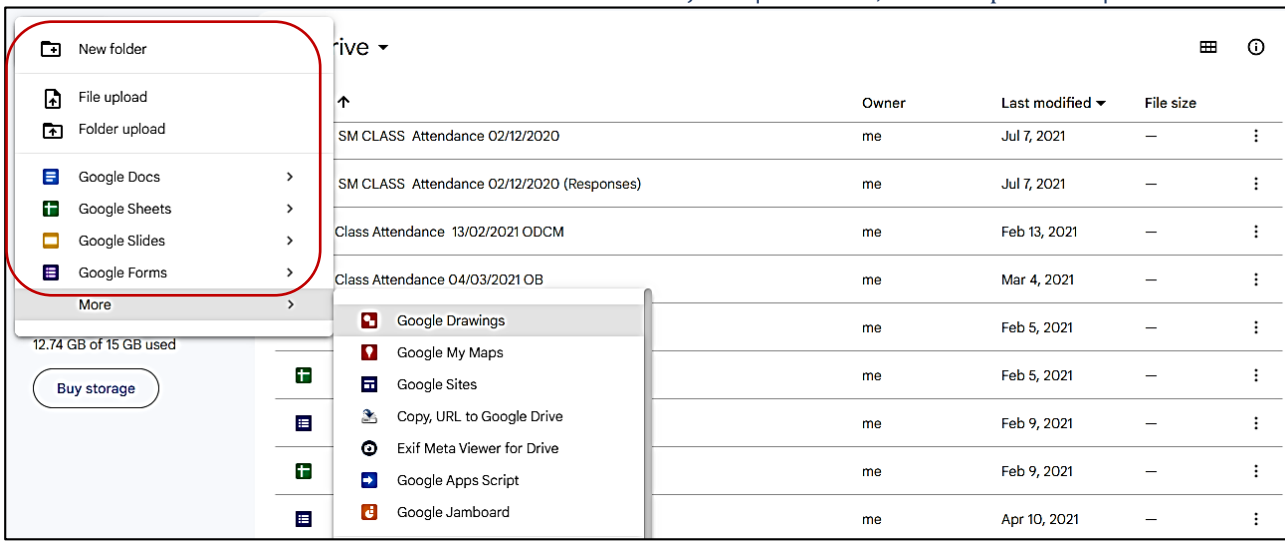 New folder
File upload
Folder upload
Google Docs
Google Sheets
Google Slides
Google Forms
More
12.74 GB of 15 GB used
Buy storage
rive
Owner Last modified File size
SM CLASS Attendance 02/12/2020 me Jul 7, 2021 —
SM CLASS Attendance 02/12/2020 (Responses) me Jul 7, 2021 —
Class Attendance 13/02/2021 ODCM me Feb 13, 2021 —
Class Attendance 04/03/2021 OB me Mar 4, 2021 —
me Feb 5, 2021 —
me Feb 5, 2021 —
me Feb 9, 2021 —
me Feb 9, 2021 —
me Apr 10, 2021 —
Google Drawings
Google My Maps
Google Sites
Copy, URL to Google Drive
Exif Meta Viewer for Drive
Google Apps Script
Google Jamboard